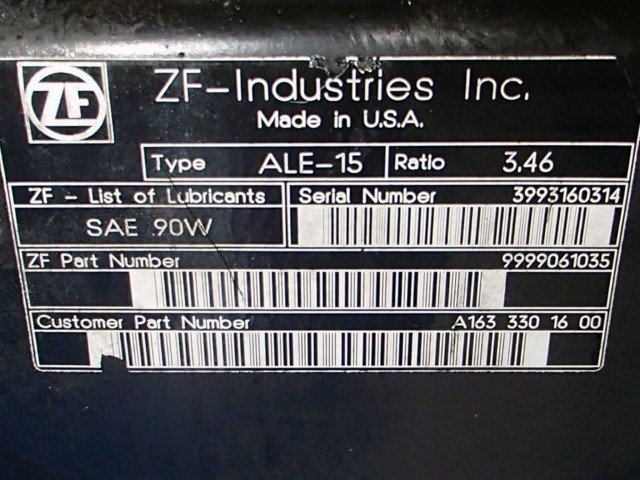 ZF
ZF-Industries Inc.
Made in U.S.A.
Type ALE-15 Ratio 3.46
ZF - List of Lubricants Serial Number 3993160314
SAE 90W
ZF Part Number 9999061035
Customer Part Number A163 330 16 00